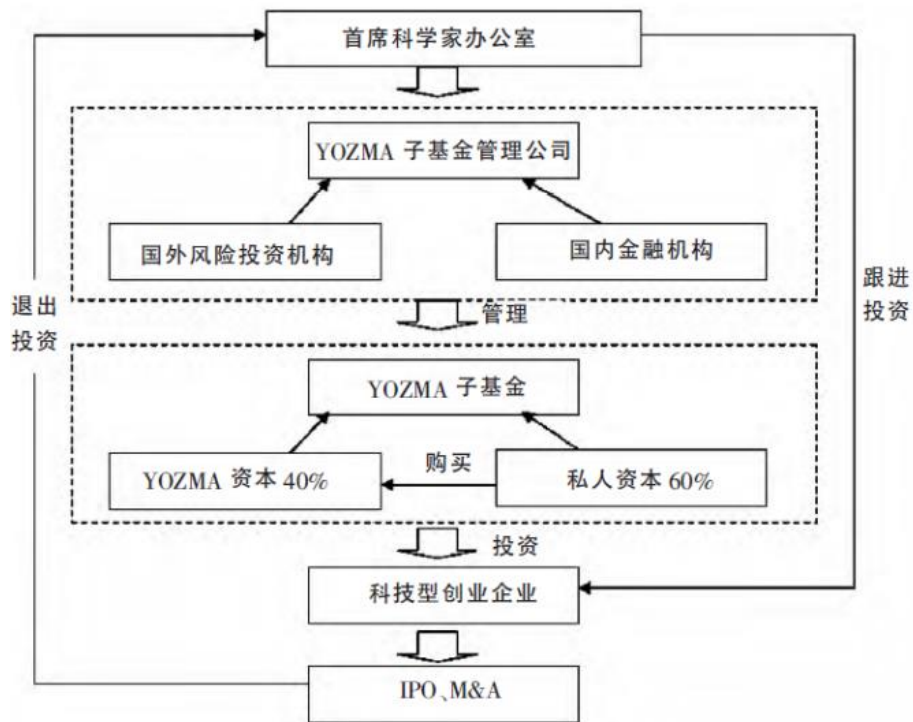 首席科学家办公室
YOZMA 子基金管理公司
国外风险投资机构
国内金融机构
退出
投资
跟进
投资
管理
YOZMA 子基金
YOZMA 资本 40%
购买
私人资本 60%
投资
科技型创业企业
IPO、M&A